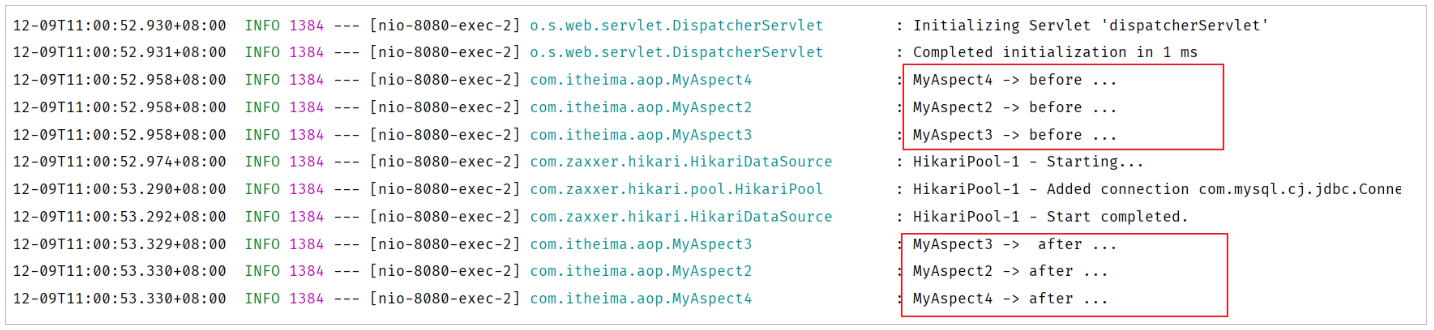 12-09T11:00:52.930+08:00  INFO 1384 --- [nio-8080-exec-2] o.s.web.servlet.DispatcherServlet        : Initializing Servlet 'dispatcherServlet'
12-09T11:00:52.931+08:00  INFO 1384 --- [nio-8080-exec-2] o.s.web.servlet.DispatcherServlet        : Completed initialization in 1 ms
12-09T11:00:52.958+08:00  INFO 1384 --- [nio-8080-exec-2] com.itheima.aop.MyAspect4                : MyAspect4 -> before ...
12-09T11:00:52.958+08:00  INFO 1384 --- [nio-8080-exec-2] com.itheima.aop.MyAspect2                : MyAspect2 -> before ...
12-09T11:00:52.958+08:00  INFO 1384 --- [nio-8080-exec-2] com.itheima.aop.MyAspect3                : MyAspect3 -> before ...
12-09T11:00:52.974+08:00  INFO 1384 --- [nio-8080-exec-2] com.zaxxer.hikari.HikariDataSource       : HikariPool-1 - Starting...
12-09T11:00:53.290+08:00  INFO 1384 --- [nio-8080-exec-2] com.zaxxer.hikari.pool.HikariPool        : HikariPool-1 - Added connection com.mysql.cj.jdbc.Conne
12-09T11:00:53.292+08:00  INFO 1384 --- [nio-8080-exec-2] com.zaxxer.hikari.HikariDataSource       : HikariPool-1 - Start completed.
12-09T11:00:53.329+08:00  INFO 1384 --- [nio-8080-exec-2] com.itheima.aop.MyAspect3                : MyAspect3 ->  after ...
12-09T11:00:53.330+08:00  INFO 1384 --- [nio-8080-exec-2] com.itheima.aop.MyAspect2                : MyAspect2 -> after ...
12-09T11:00:53.330+08:00  INFO 1384 --- [nio-8080-exec-2] com.itheima.aop.MyAspect4                : MyAspect4 -> after ...